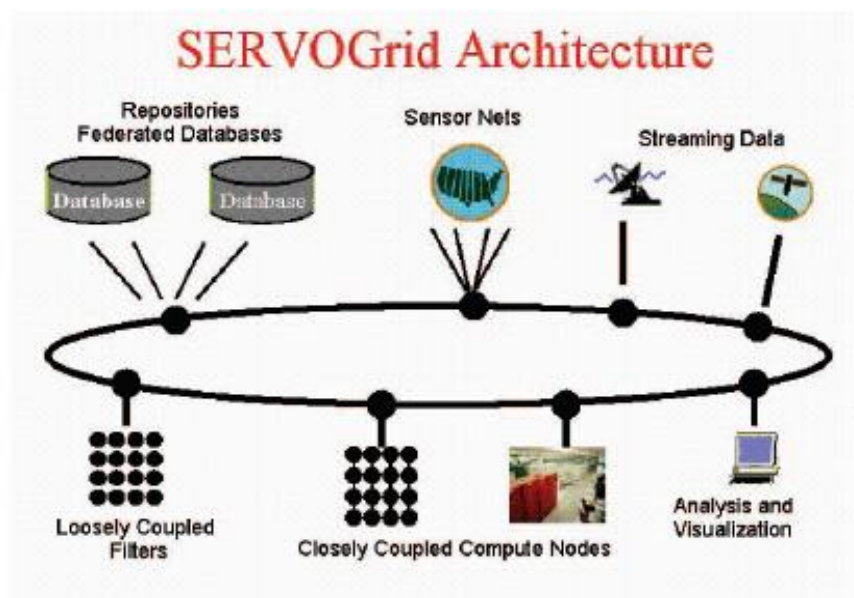 SERVOGrid Architecture
Repositories
Federated Databases
Sensor Nets
Streaming Data
Database
Database
Loosely Coupled
Filters
Closely Coupled Compute Nodes
Analysis and
Visualization